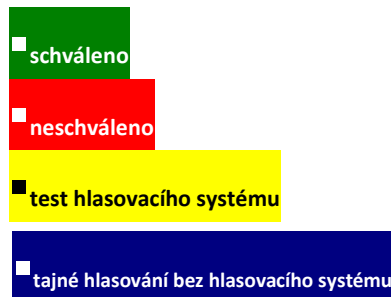 schváleno
neschváleno
test hlasovacího systému
tajné hlasování bez hlasovacího systému